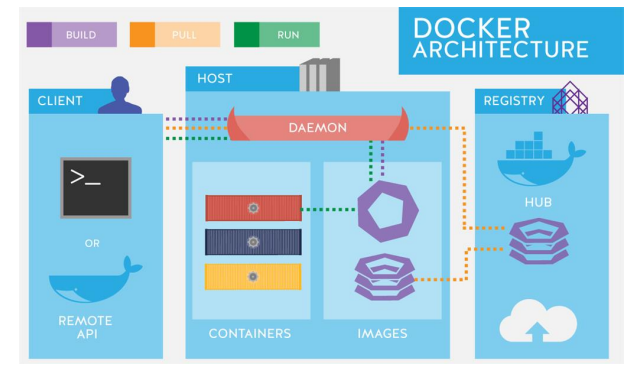 BUILD
PULL
RUN
DOCKER
ARCHITECTURE
CLIENT
HOST
REGISTRY
DAEMON
>_
OR
REMOTE
API
CONTAINERS
IMAGES
HUB